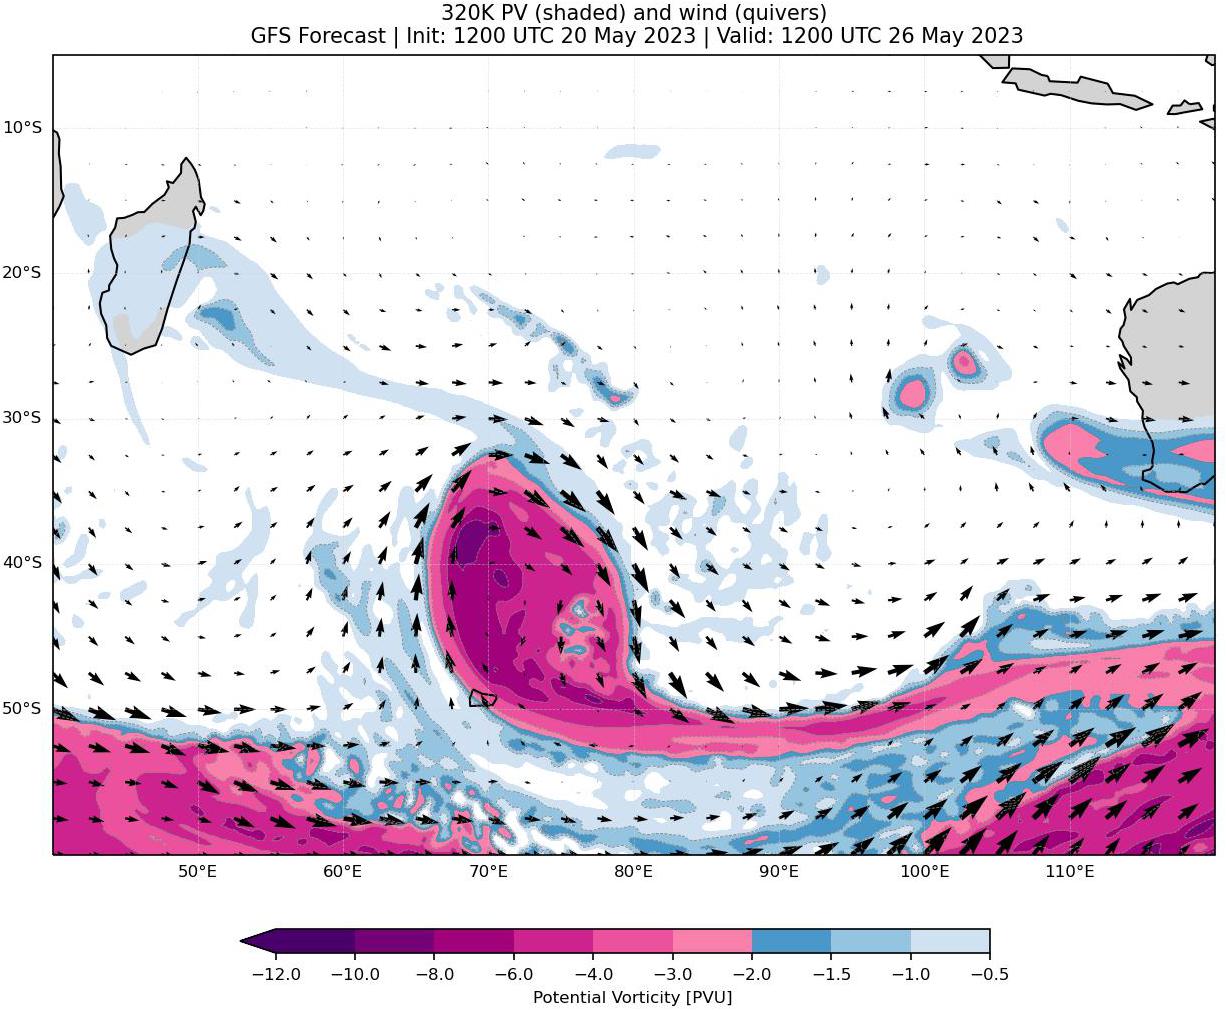 320K PV (shaded) and wind (quivers)
GFS Forecast | Init: 1200 UTC 20 May 2023 | Valid: 1200 UTC 26 May 2023
10°S
20°S
30°S
40°S
50°S
50°E 60°E 70°E 80°E 90°E 100°E 110°E
−12.0 −10.0 −8.0 −6.0 −4.0 −3.0 −2.0 −1.5 −1.0 −0.5
Potential Vorticity [PVU]